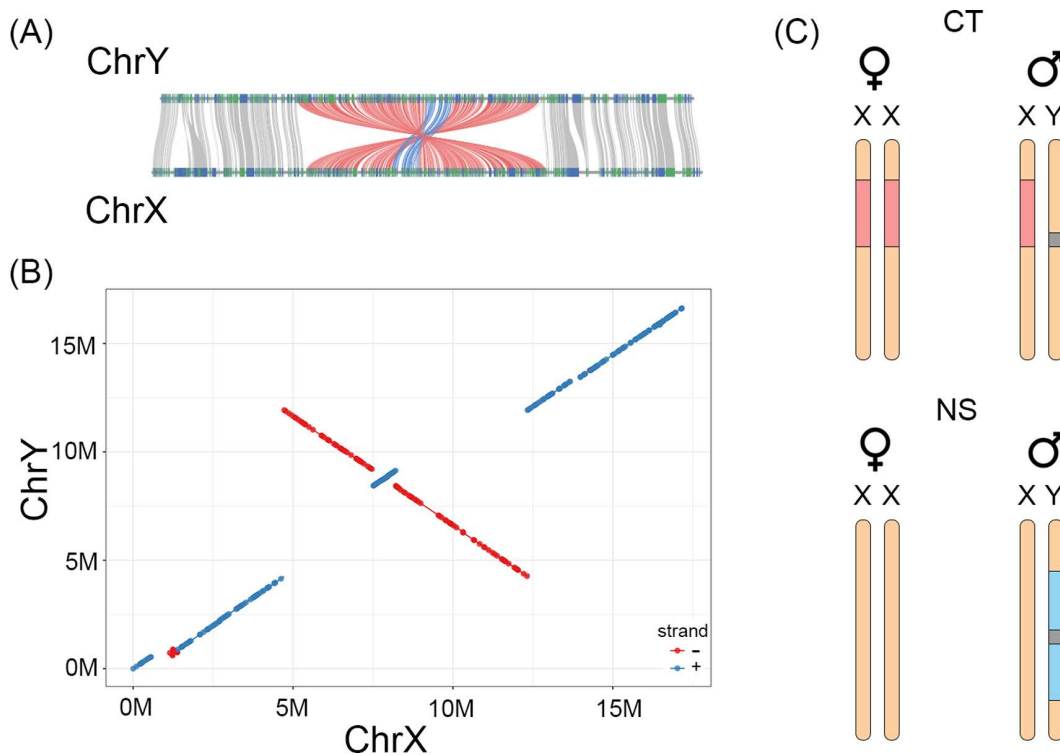 (A)
ChrY
ChrX
(B)
15M
10M
5M
0M
ChrY
0M 5M 10M 15M
ChrX
strand
−
+
(C)
CT
♀ ♂
X X X Y
NS
♀ ♂
X X X Y